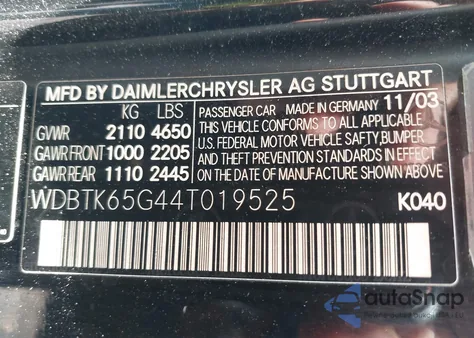 MFD BY DAIMLERCHRYSLER AG STUTTGART
KG LBS
GVWR 2110 4650
GAWR FRONT 1000 2205
GAWR REAR 1110 2445
PASSENGER CAR MADE IN GERMANY 11/03
THIS VEHICLE CONFORMS TO ALL APPLICABLE
U.S. FEDERAL MOTOR VEHICLE SAFTY,BUMPER
AND THEFT PREVENTION STANDARDS IN EFFECT
ON THE DATE OF MANUFACTURE SHOWN ABOVE.
WDBTK65G44T019525 K040
autoSnap